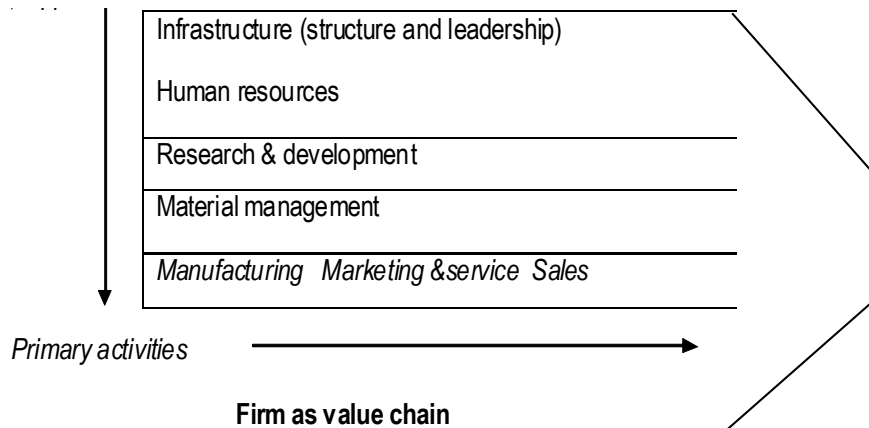 Infrastructure (structure and leadership)
Human resources
Research & development
Material management
Manufacturing Marketing &service Sales
Primary activities
Firm as value chain